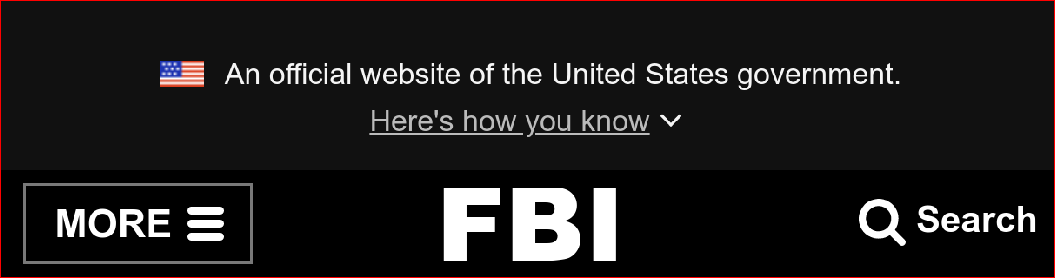 An official website of the United States government.
Here's how you know
MORE FBI Search